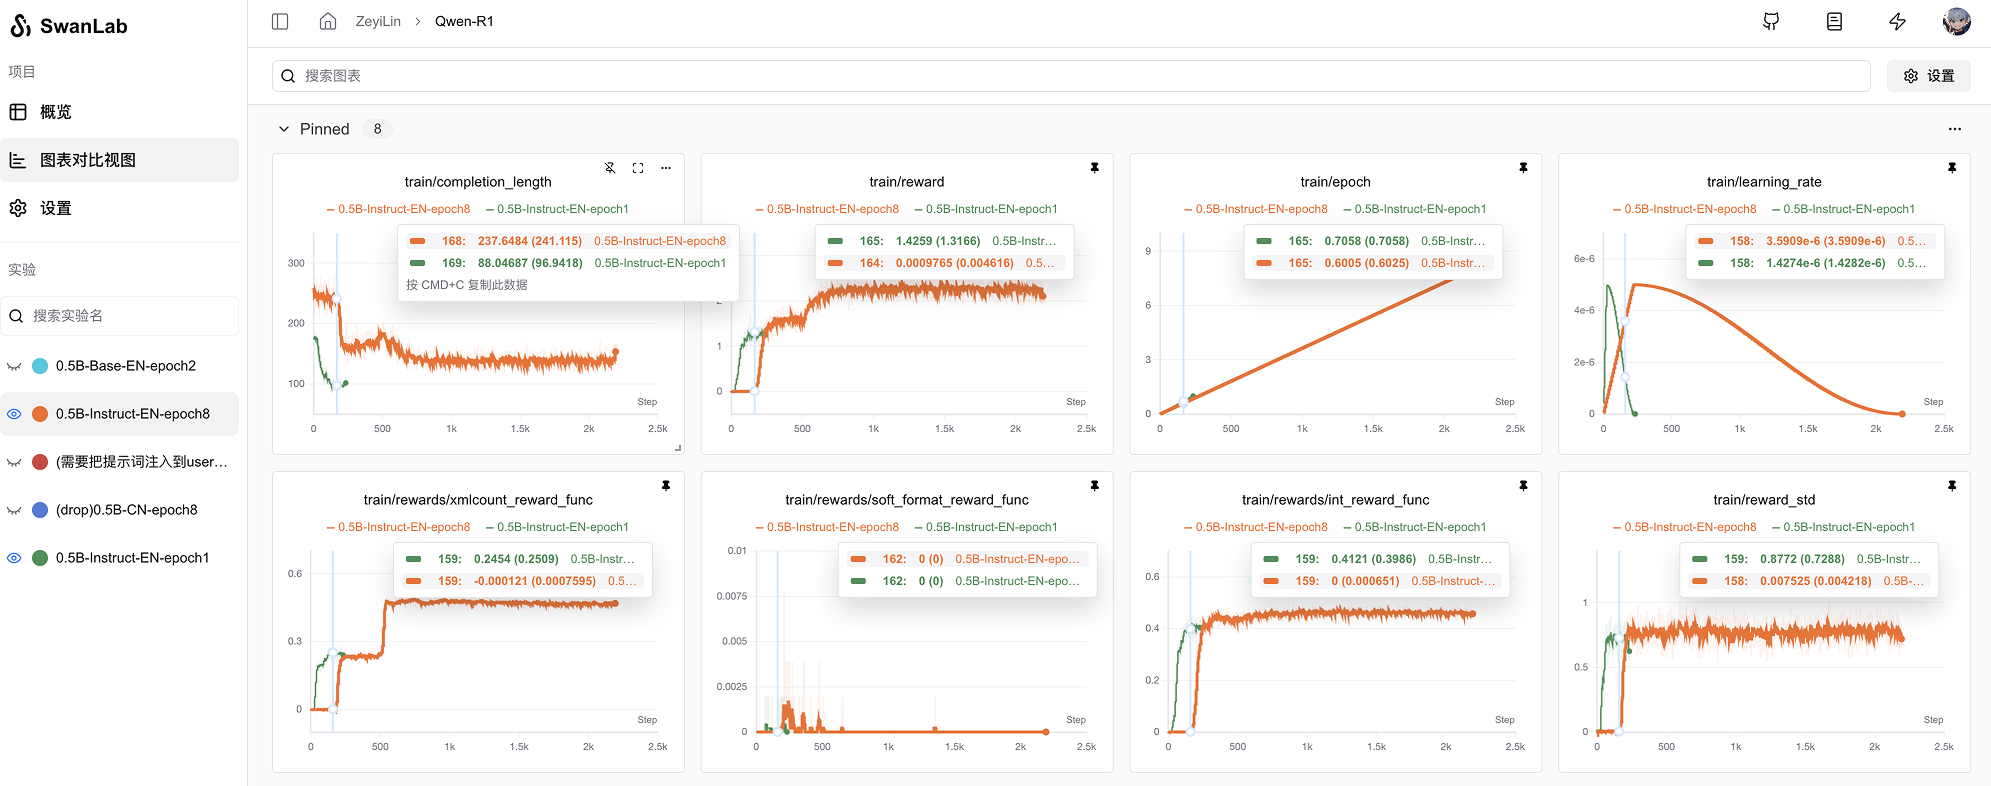 SwanLab
ZeyiLin > Qwen-R1
项目
概览
图表对比视图
设置
实验
搜索实验名
0.5B-Base-EN-epoch2
0.5B-Instruct-EN-epoch8
(需要把提示词注入到user...
(drop)0.5B-CN-epoch8
0.5B-Instruct-EN-epoch1
搜索图表
设置
Pinned 8
train/completion_length
0.5B-Instruct-EN-epoch8 0.5B-Instruct-EN-epoch1
168: 237.6484 (241.115) 0.5B-Instruct-EN-epoch8
169: 88.04687 (96.9418) 0.5B-Instruct-EN-epoch1
按 CMD+C 复制此数据
300
200
100
Step
0 500 1k 1.5k 2k 2.5k
train/reward
0.5B-Instruct-EN-epoch8 0.5B-Instruct-EN-epoch1
165: 1.4259 (1.3166) 0.5B-Instr...
164: 0.0009765 (0.004616) 0.5...
2
1
0
Step
0 500 1k 1.5k 2k 2.5k
train/epoch
0.5B-Instruct-EN-epoch8 0.5B-Instruct-EN-epoch1
165: 0.7058 (0.7058) 0.5B-Instr...
165: 0.6005 (0.6025) 0.5B-Instr...
9
6
3
0
Step
0 500 1k 1.5k 2k 2.5k
train/learning_rate
0.5B-Instruct-EN-epoch8 0.5B-Instruct-EN-epoch1
158: 3.5909e-6 (3.5909e-6) 0.5...
158: 1.4274e-6 (1.4282e-6) 0.5...
6e-6
4e-6
2e-6
0
Step
0 500 1k 1.5k 2k 2.5k
train/rewards/xmlcount_reward_func
0.5B-Instruct-EN-epoch8 0.5B-Instruct-EN-epoch1
159: 0.2454 (0.2509) 0.5B-Instr...
159: -0.000121 (0.0007595) 0.5...
0.6
0.3
0
Step
0 500 1k 1.5k 2k 2.5k
train/rewards/soft_format_reward_func
0.5B-Instruct-EN-epoch8 0.5B-Instruct-EN-epoch1
162: 0 (0) 0.5B-Instruct-EN-epo...
162: 0 (0) 0.5B-Instruct-EN-epo...
0.01
0.0075
0.005
0.0025
0
Step
0 500 1k 1.5k 2k 2.5k
train/rewards/int_reward_func
0.5B-Instruct-EN-epoch8 0.5B-Instruct-EN-epoch1
159: 0.4121 (0.3986) 0.5B-Instr...
159: 0 (0.000651) 0.5B-Instruct-...
0.6
0.4
0.2
0
Step
0 500 1k 1.5k 2k 2.5k
train/reward_std
0.5B-Instruct-EN-epoch8 0.5B-Instruct-EN-epoch1
159: 0.8772 (0.7288) 0.5B-Instr...
158: 0.007525 (0.004218) 0.5B-...
1
0.5
0
Step
0 500 1k 1.5k 2k 2.5k